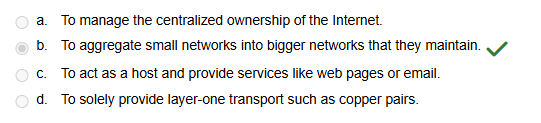 a. To manage the centralized ownership of the Internet.
b. To aggregate small networks into bigger networks that they maintain.
c. To act as a host and provide services like web pages or email.
d. To solely provide layer-one transport such as copper pairs.